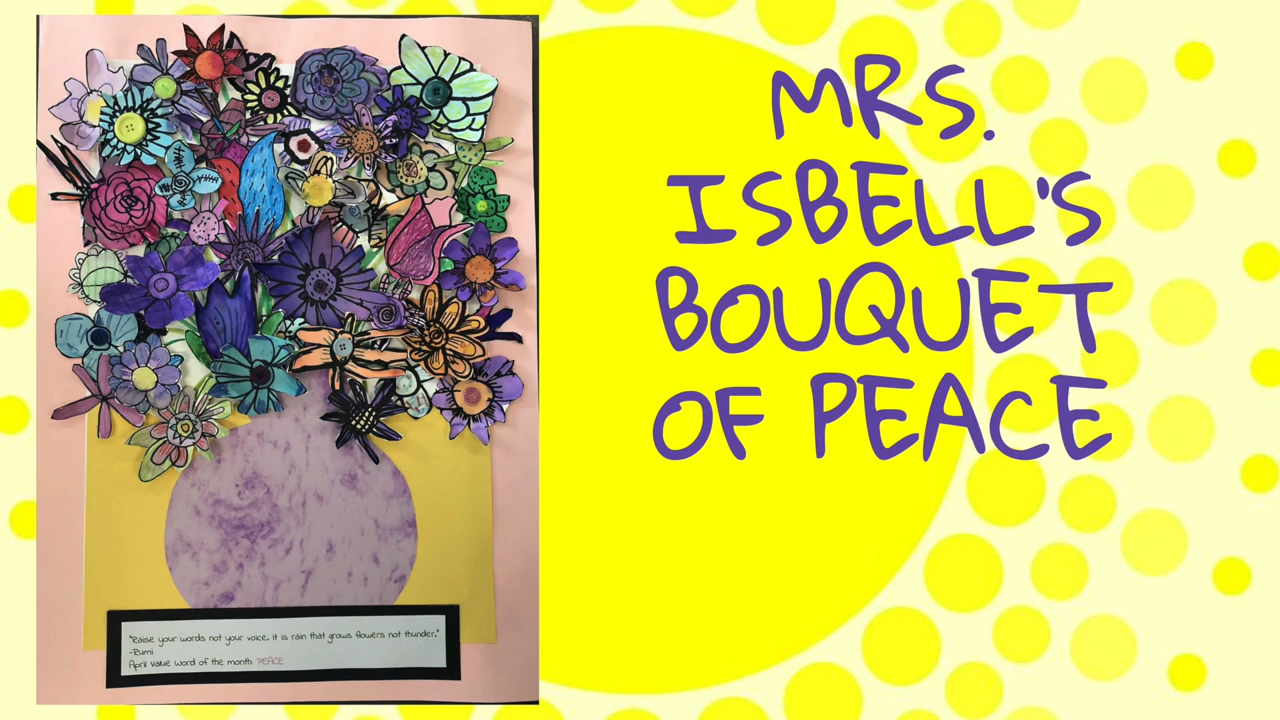 MRS.
ISBELL'S
BOUQUET
OF PEACE
"Raise your words not your voice. it is rain that grows flowers not thunder."
-Rumi
April value word of the month: PEACE